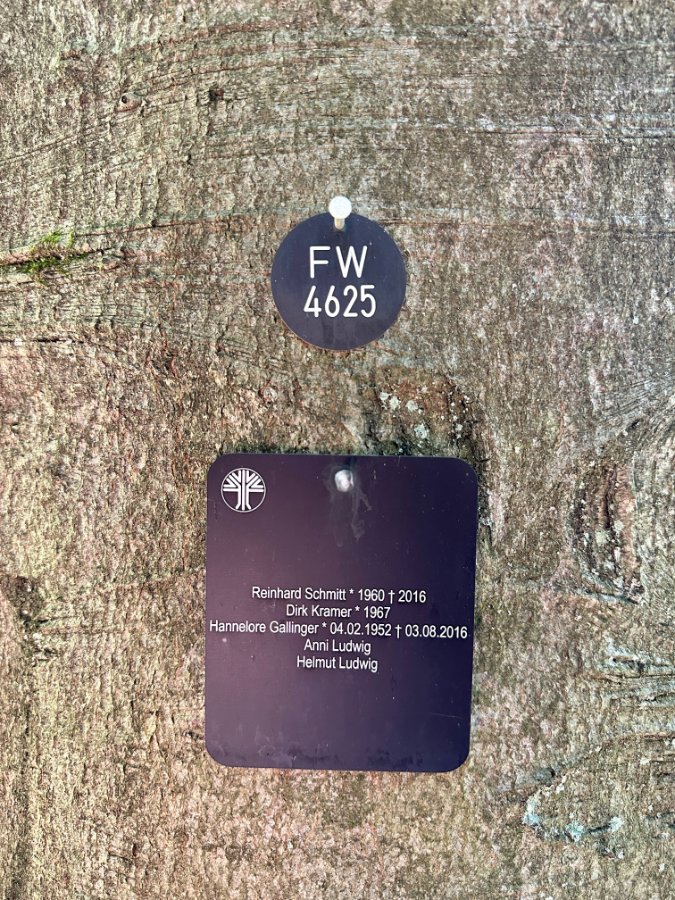 FW
4625
Reinhard Schmitt * 1960 † 2016
Dirk Kramer * 1967
Hannelore Gallinger * 04.02.1952 † 03.08.2016
Anni Ludwig
Helmut Ludwig